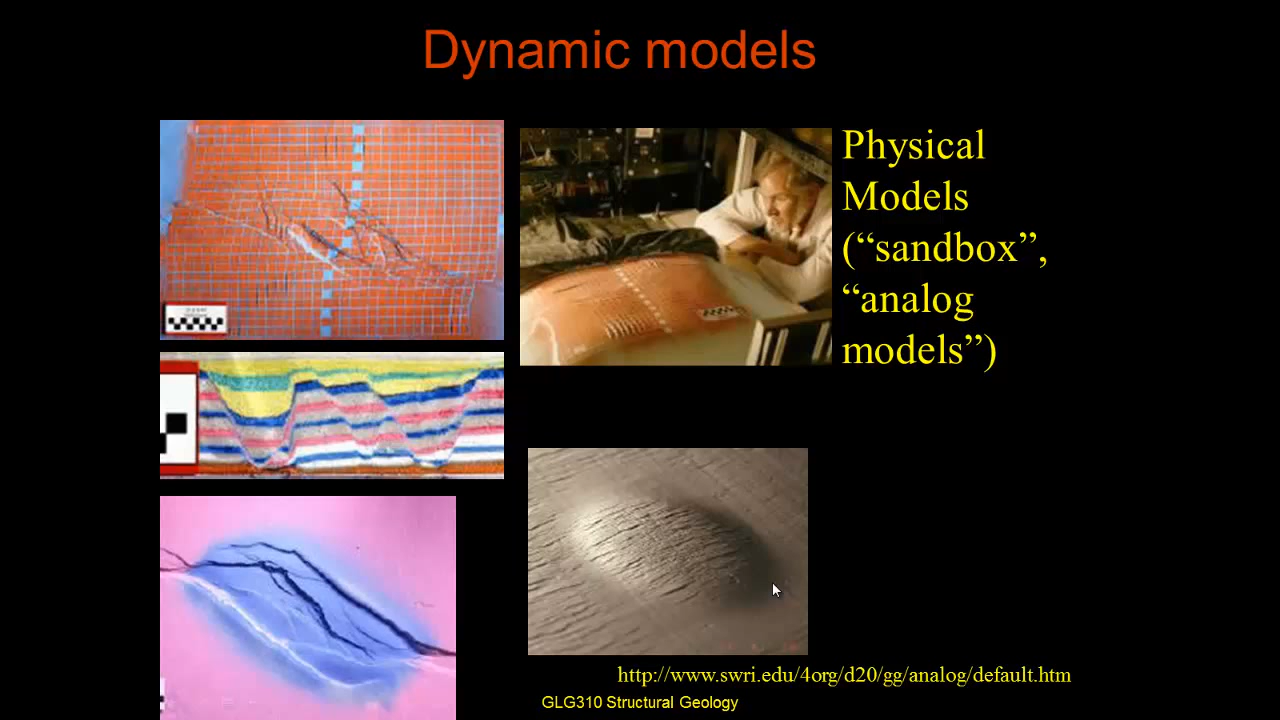 Dynamic models
Physical
Models
(“sandbox”,
“analog
models”)
http://www.swri.edu/4org/d20/gg/analog/default.htm
GLG310 Structural Geology